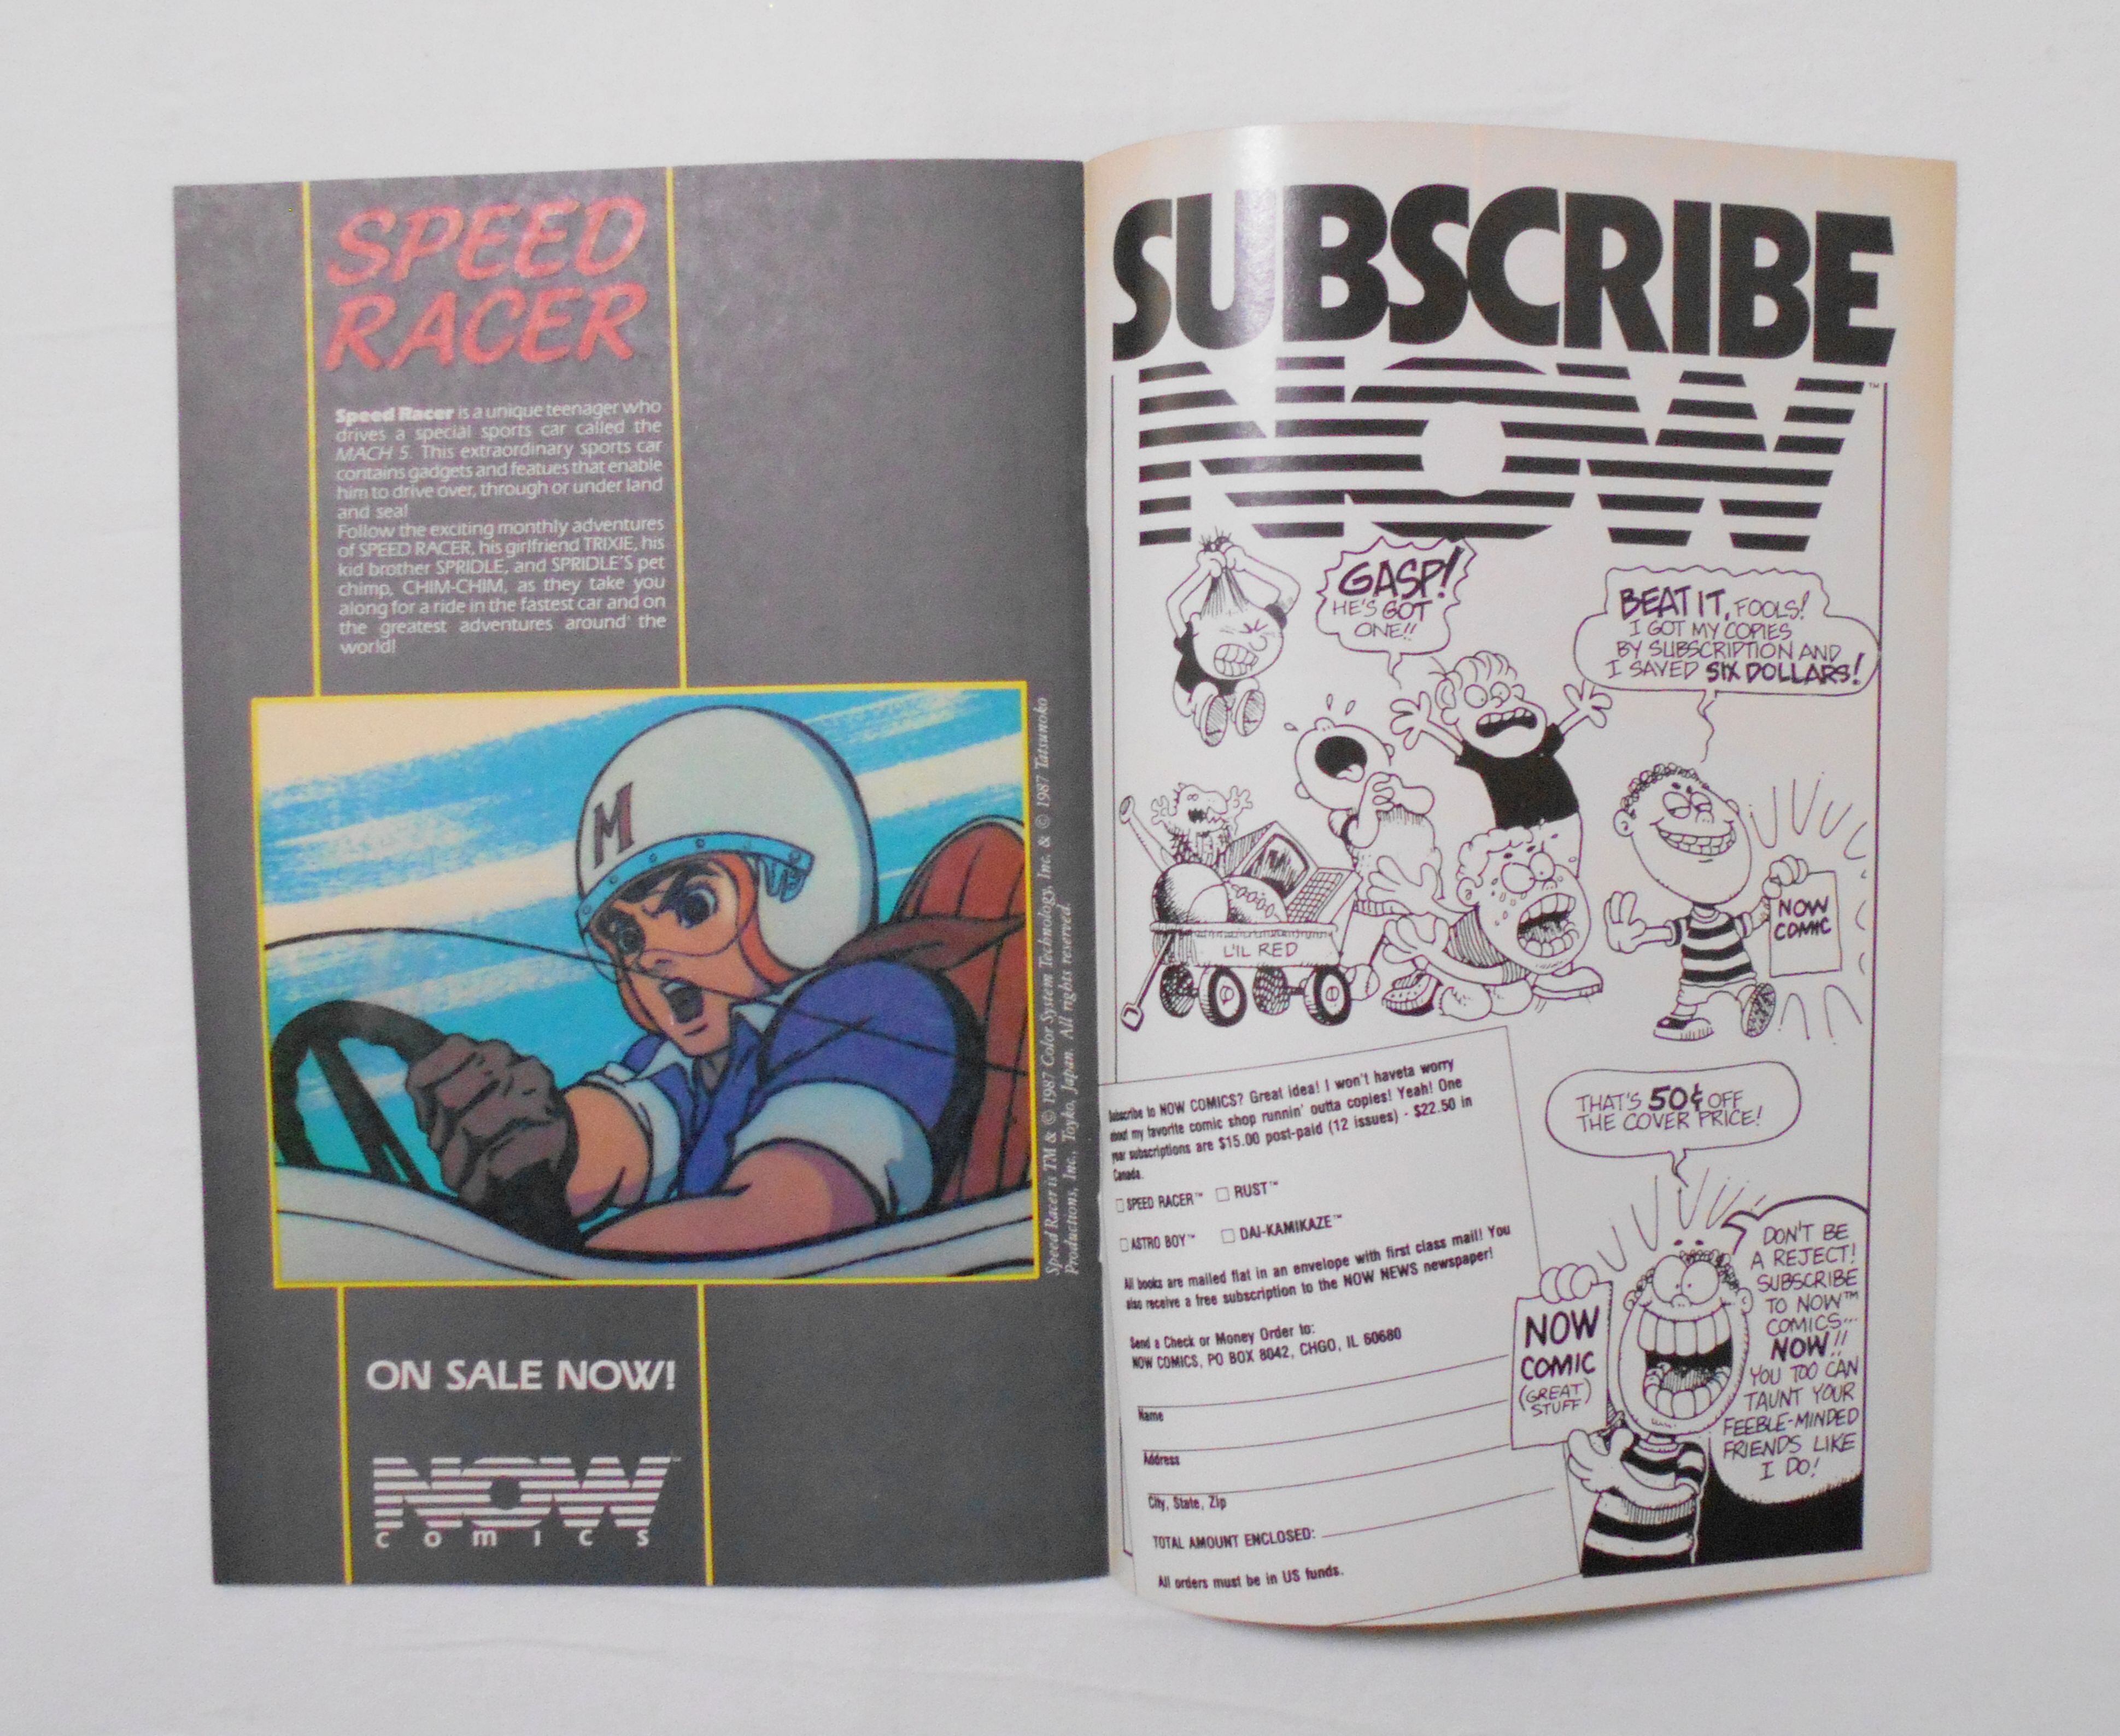 SPEED
RACER
Speed Racer is a unique teenager who
drives a special sports car called the
MACH 5. This extraordinary sports car
contains gadgets and featues that enable
him to drive over, through or under land
and sea!
Follow the exciting monthly adventures
of SPEED RACER, his girlfriend TRIXIE, his
kid brother SPRIDLE, and SPRIDLE'S pet
chimp, CHIM-CHIM, as they take you
along for a ride in the fastest car and on
the greatest adventures around the
world!
M
Speed Racer is TM & © 1987 Color System Technology, Inc. & © 1987 Tatsunoko
Productions, Inc., Toyko, Japan. All rights reserved.
ON SALE NOW!
NOW™
comics
SUBSCRIBE
NOW™
GASP!
HE'S GOT
ONE!!
BEAT IT, FOOLS!
I GOT MY COPIES
BY SUBSCRIPTION AND
I SAVED SIX DOLLARS!
NOW
COMIC
L'IL RED
Subscribe to NOW COMICS? Great idea! I won't haveta worry
about my favorite comic shop runnin' outta copies! Yeah! One
year subscriptions are $15.00 post-paid (12 issues) - $22.50 in
Canada.
SPEED RACER™ RUST™
ASTRO BOY™ DAI-KAMIKAZE™
All books are mailed flat in an envelope with first class mail! You
also receive a free subscription to the NOW NEWS newspaper!
Send a Check or Money Order to:
NOW COMICS, PO BOX 8042, CHGO, IL 60680
Name
Address
City, State, Zip
TOTAL AMOUNT ENCLOSED:
All orders must be in US funds.
THAT'S 50¢ OFF
THE COVER PRICE!
NOW
COMIC
(GREAT
STUFF)
DON'T BE
A REJECT!
SUBSCRIBE
TO NOW™
COMICS...
NOW!!
YOU TOO CAN
TAUNT YOUR
FEEBLE-MINDED
FRIENDS LIKE
I DO!